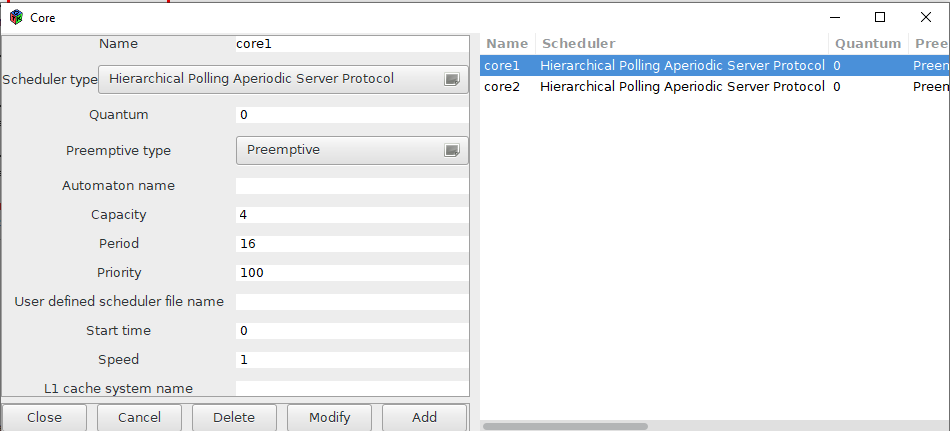 Core
Name core1
Scheduler type Hierarchical Polling Aperiodic Server Protocol
Quantum 0
Preemptive type Preemptive
Automaton name
Capacity 4
Period 16
Priority 100
User defined scheduler file name
Start time 0
Speed 1
L1 cache system name
Close Cancel Delete Modify Add
Name Scheduler Quantum Pree
core1 Hierarchical Polling Aperiodic Server Protocol 0 Preen
core2 Hierarchical Polling Aperiodic Server Protocol 0 Preen